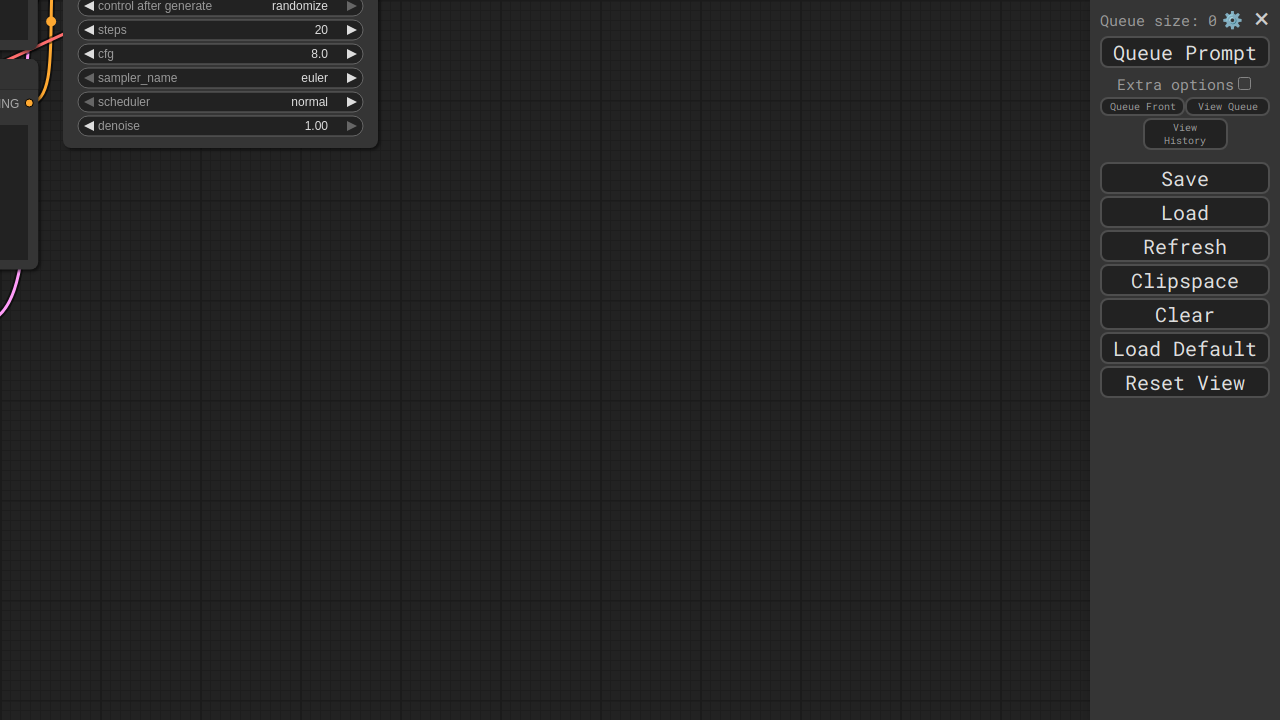 control after generate randomize
steps 20
cfg 8.0
sampler_name euler
scheduler normal
denoise 1.00
ING
Queue size: 0
Queue Prompt
Extra options
Queue Front View Queue
View
History
Save
Load
Refresh
Clipspace
Clear
Load Default
Reset View